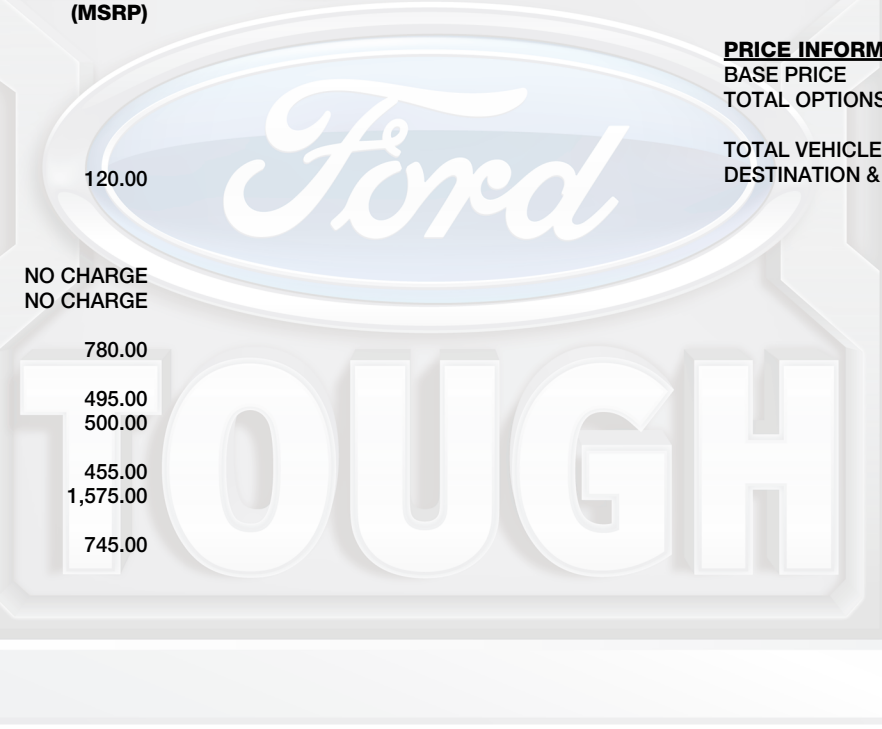 (MSRP)
120.00
NO CHARGE
NO CHARGE
780.00
495.00
500.00
455.00
1,575.00
745.00
PRICE INFORM
BASE PRICE
TOTAL OPTIONS
TOTAL VEHICLE
DESTINATION &
Ford
TOUGH